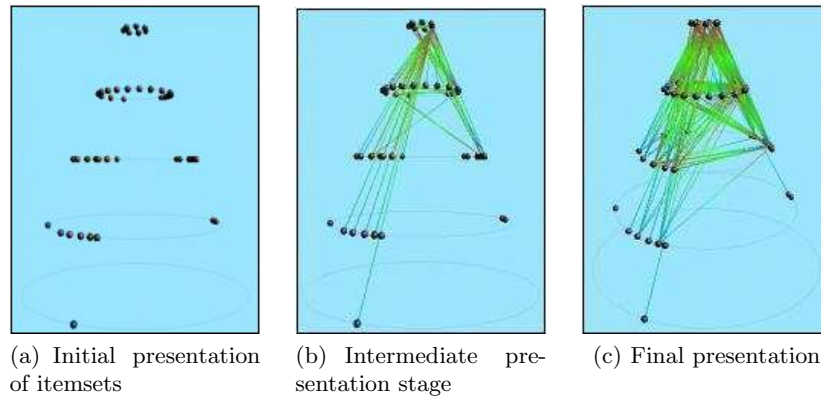 (a) Initial presentation
of itemsets
(b) Intermediate pre-
sentation stage
(c) Final presentation